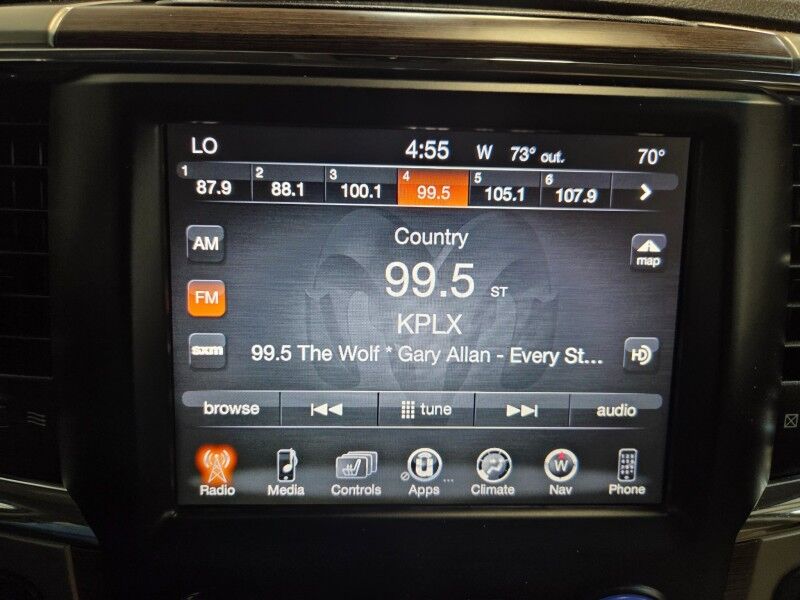 LO 4:55 W 73° out. 70°
1 87.9 2 88.1 3 100.1 4 99.5 5 105.1 6 107.9
AM Country map
99.5 ST
FM
KPLX
sxm 99.5 The Wolf * Gary Allan - Every St... HD
browse tune audio
W
Radio Media Controls Apps Climate Nav Phone